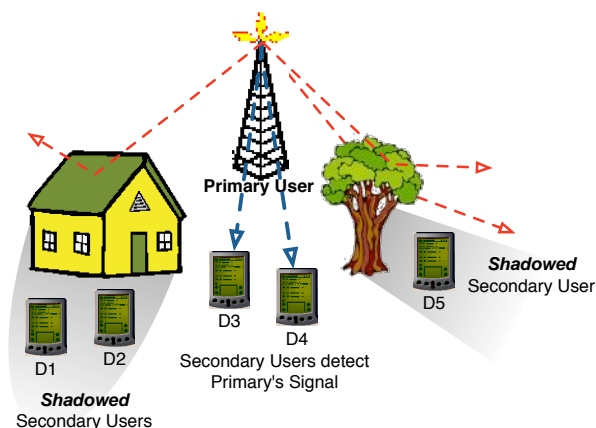 Primary User
D3
D4
D5
Shadowed
Secondary User
D1
D2
Secondary Users detect
Primary's Signal
Shadowed
Secondary Users